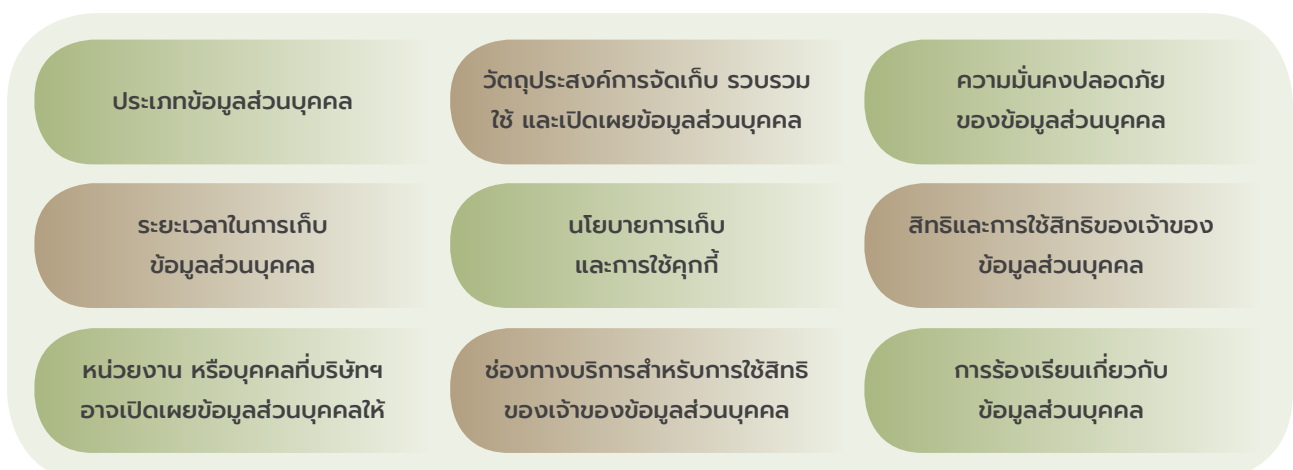 ประเภทข้อมูลส่วนบุคคล
วัตถุประสงค์การจัดเก็บ รวบรวม
ใช้ และเปิดเผยข้อมูลส่วนบุคคล
ความมั่นคงปลอดภัย
ของข้อมูลส่วนบุคคล
ระยะเวลาในการเก็บ
ข้อมูลส่วนบุคคล
นโยบายการเก็บ
และการใช้คุกกี้
สิทธิและการใช้สิทธิของเจ้าของ
ข้อมูลส่วนบุคคล
หน่วยงาน หรือบุคคลที่บริษัทฯ
อาจเปิดเผยข้อมูลส่วนบุคคลให้
ช่องทางบริการสำหรับการใช้สิทธิ
ของเจ้าของข้อมูลส่วนบุคคล
การร้องเรียนเกี่ยวกับ
ข้อมูลส่วนบุคคล